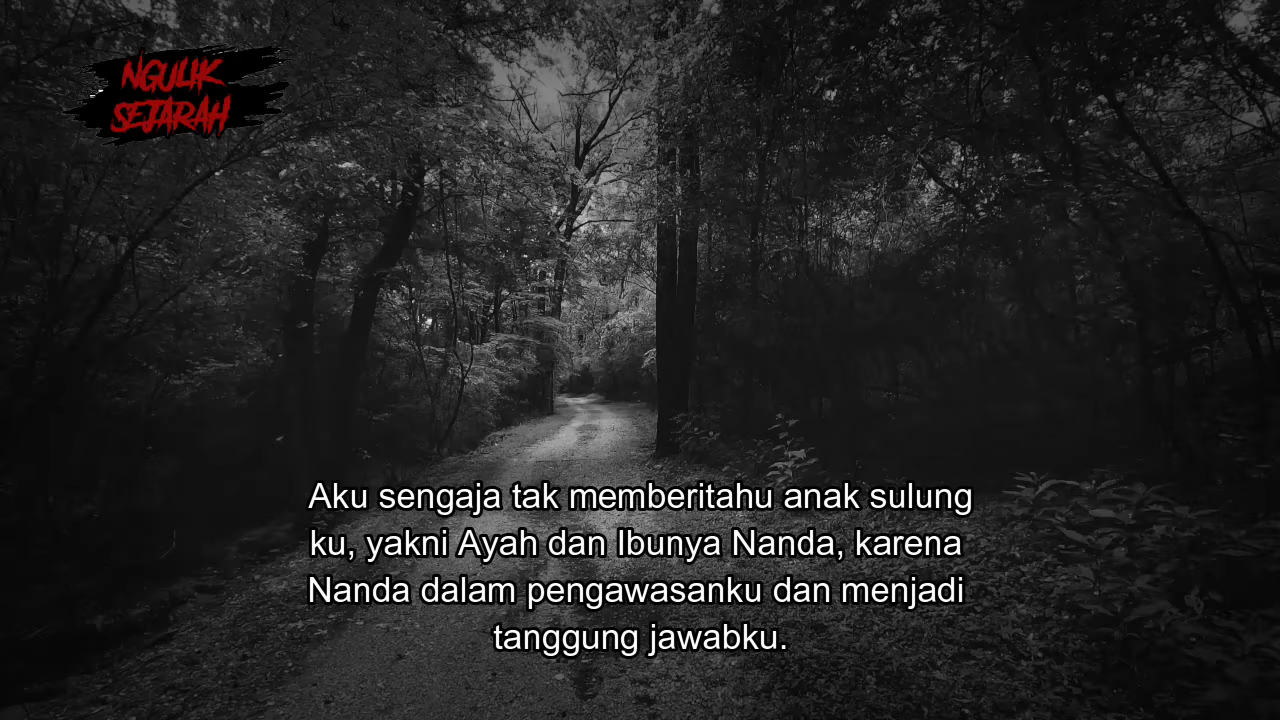 NGULIK
SEJARAH
Aku sengaja tak memberitahu anak sulung
ku, yakni Ayah dan Ibunya Nanda, karena
Nanda dalam pengawasanku dan menjadi
tanggung jawabku.